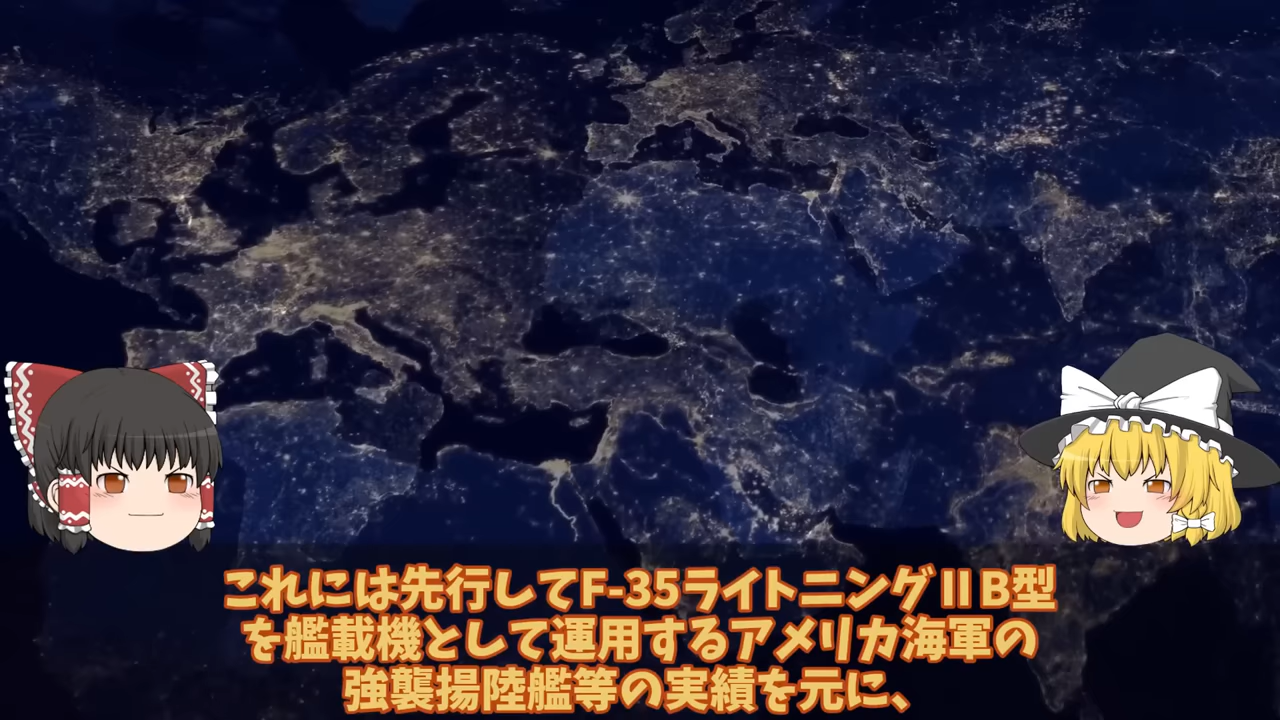 これには先行してF-35ライトニングⅡB型
を艦載機として運用するアメリカ海軍の
強襲揚陸艦等の実績を元に、